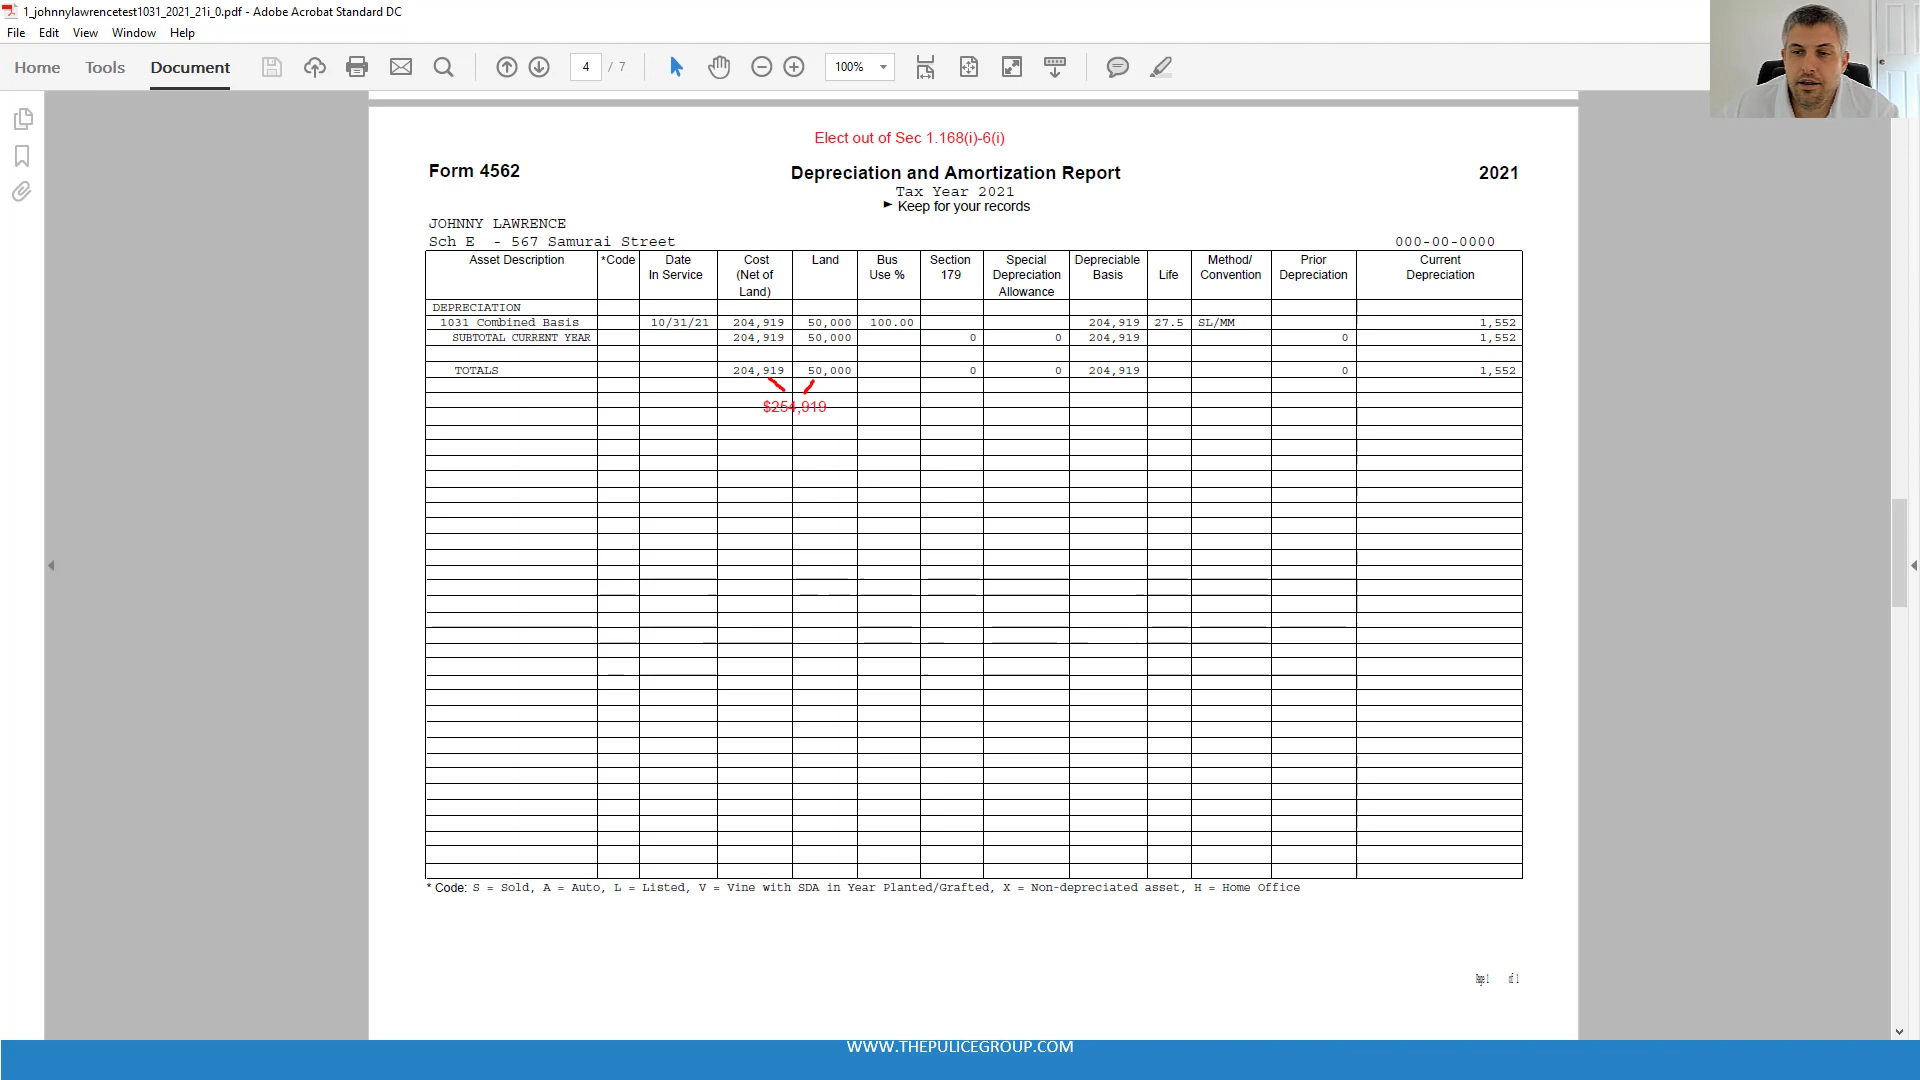 1_johnnylawrencetest1031_2021_21i_0.pdf - Adobe Acrobat Standard DC
File Edit View Window Help
Home Tools Document 4 / 7 100%
Elect out of Sec 1.168(i)-6(i)
Form 4562 Depreciation and Amortization Report 2021
Tax Year 2021
► Keep for your records
JOHNNY LAWRENCE
Sch E - 567 Samurai Street 000-00-0000
Asset Description *Code Date Cost Land Bus Section Special Depreciable Method/ Prior Current
In Service (Net of Use % 179 Depreciation Basis Life Convention Depreciation Depreciation
Land) Allowance
DEPRECIATION
1031 Combined Basis 10/31/21 204,919 50,000 100.00 204,919 27.5 SL/MM 1,552
SUBTOTAL CURRENT YEAR 204,919 50,000 0 0 204,919 0 1,552
TOTALS 204,919 50,000 0 0 204,919 0 1,552
$254,919
* Code: S = Sold, A = Auto, L = Listed, V = Vine with SDA in Year Planted/Grafted, X = Non-depreciated asset, H = Home Office
Page 1 of 1
WWW.THEPULICEGROUP.COM